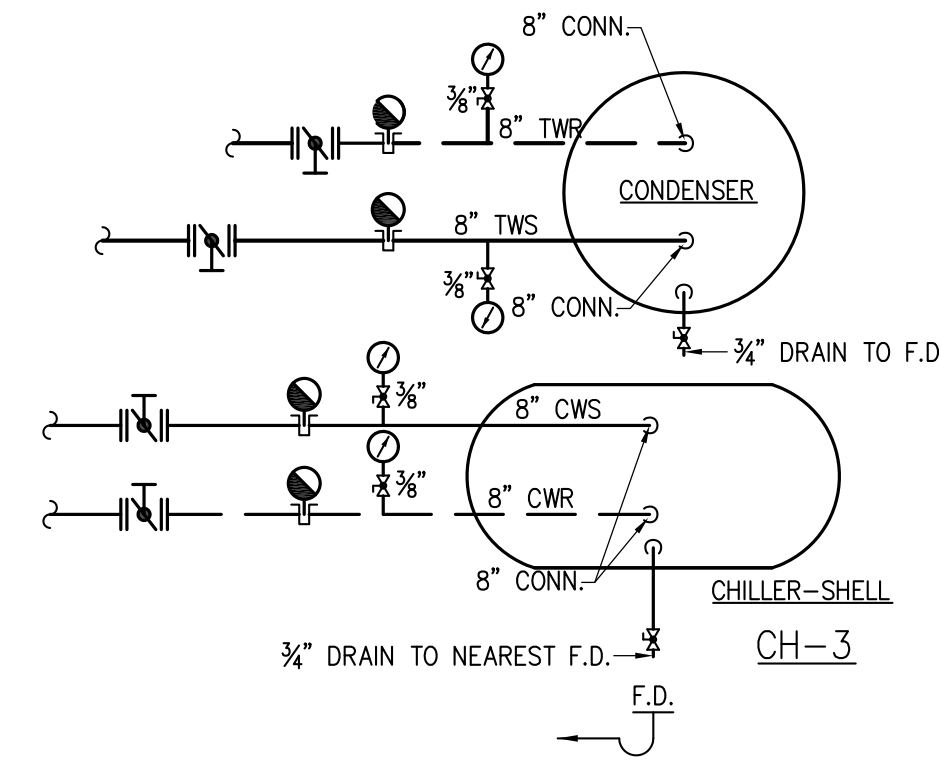 8" CONN.
3/8"
8" TWR
CONDENSER
8" TWS
3/8"
8" CONN.
3/4" DRAIN TO F.D
3/8"
8" CWS
3/8"
8" CWR
8" CONN.
CHILLER-SHELL
CH-3
3/4" DRAIN TO NEAREST F.D.
F.D.